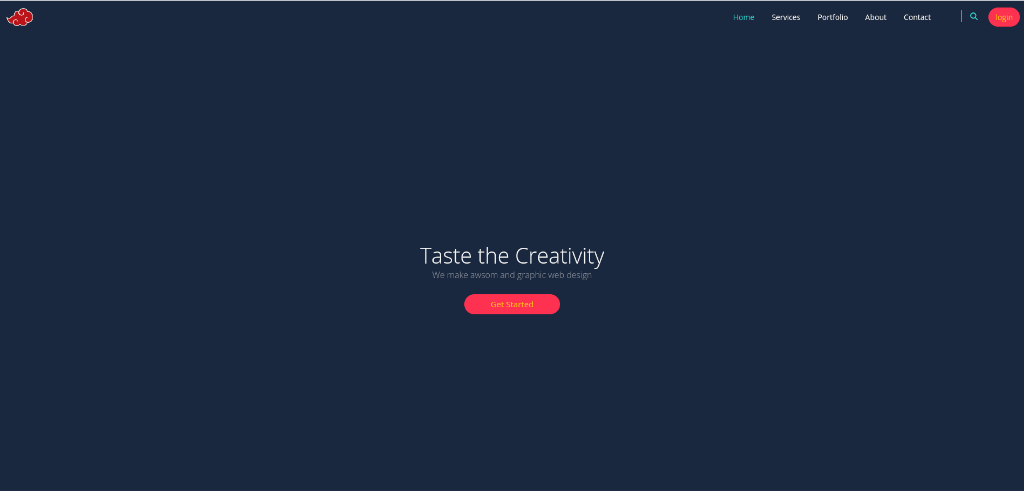 Home Services Portfolio About Contact login
Taste the Creativity
We make awsom and graphic web design
Get Started